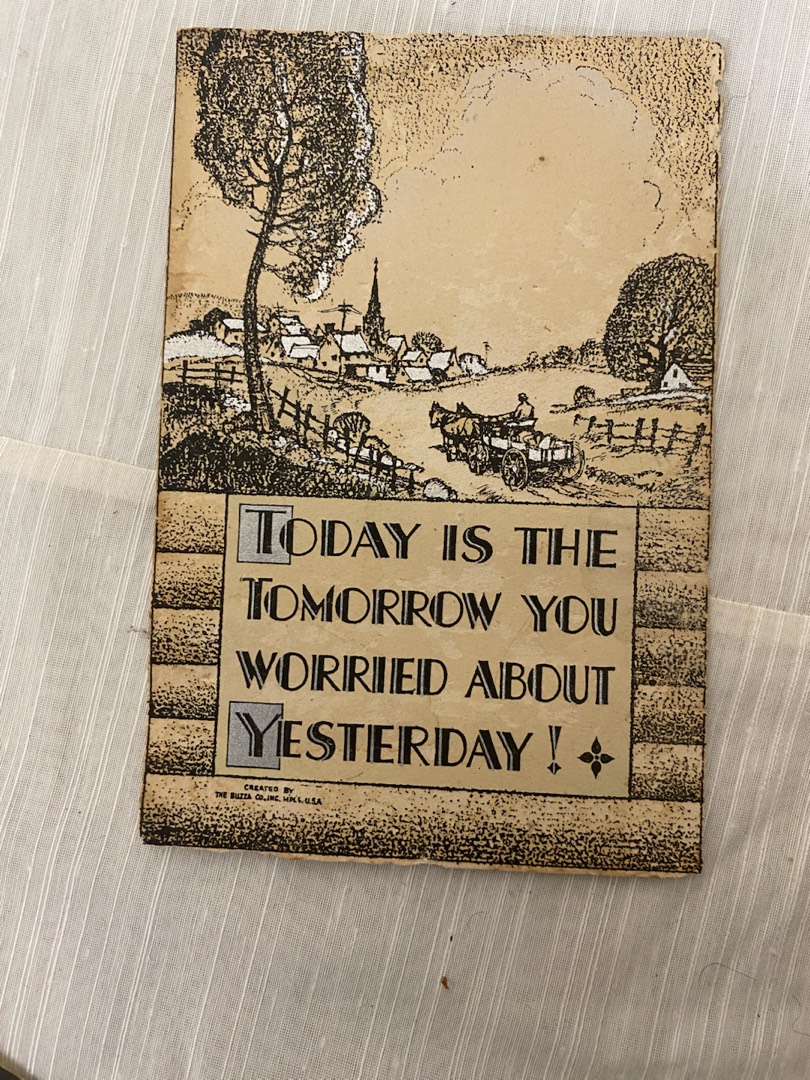 TODAY IS THE
TOMORROW YOU
WORRIED ABOUT
YESTERDAY!
CREATED BY
THE BUZZA CO., INC. MPLS. U.S.A